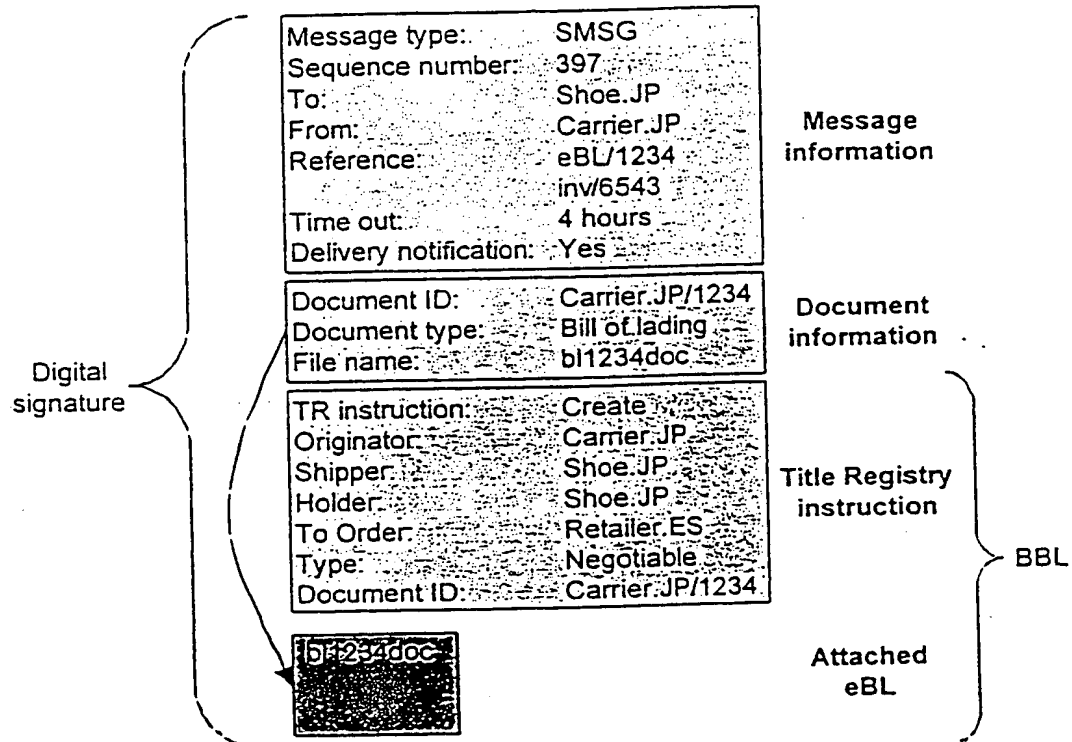 Message type: SMSG
Sequence number: 397
To: Shoe.JP
From: Carrier.JP
Reference: eBL/1234
inv/6543
Time out: 4 hours
Delivery notification: Yes
Message
information
Document ID: Carrier.JP/1234
Document type: Bill of lading
File name: bl1234doc
Document
information
Digital
signature
TR instruction: Create
Originator: Carrier.JP
Shipper: Shoe.JP
Holder: Shoe.JP
To Order: Retailer.ES
Type: Negotiable
Document ID: Carrier.JP/1234
Title Registry
instruction
BBL
bl1234doc
Attached
eBL